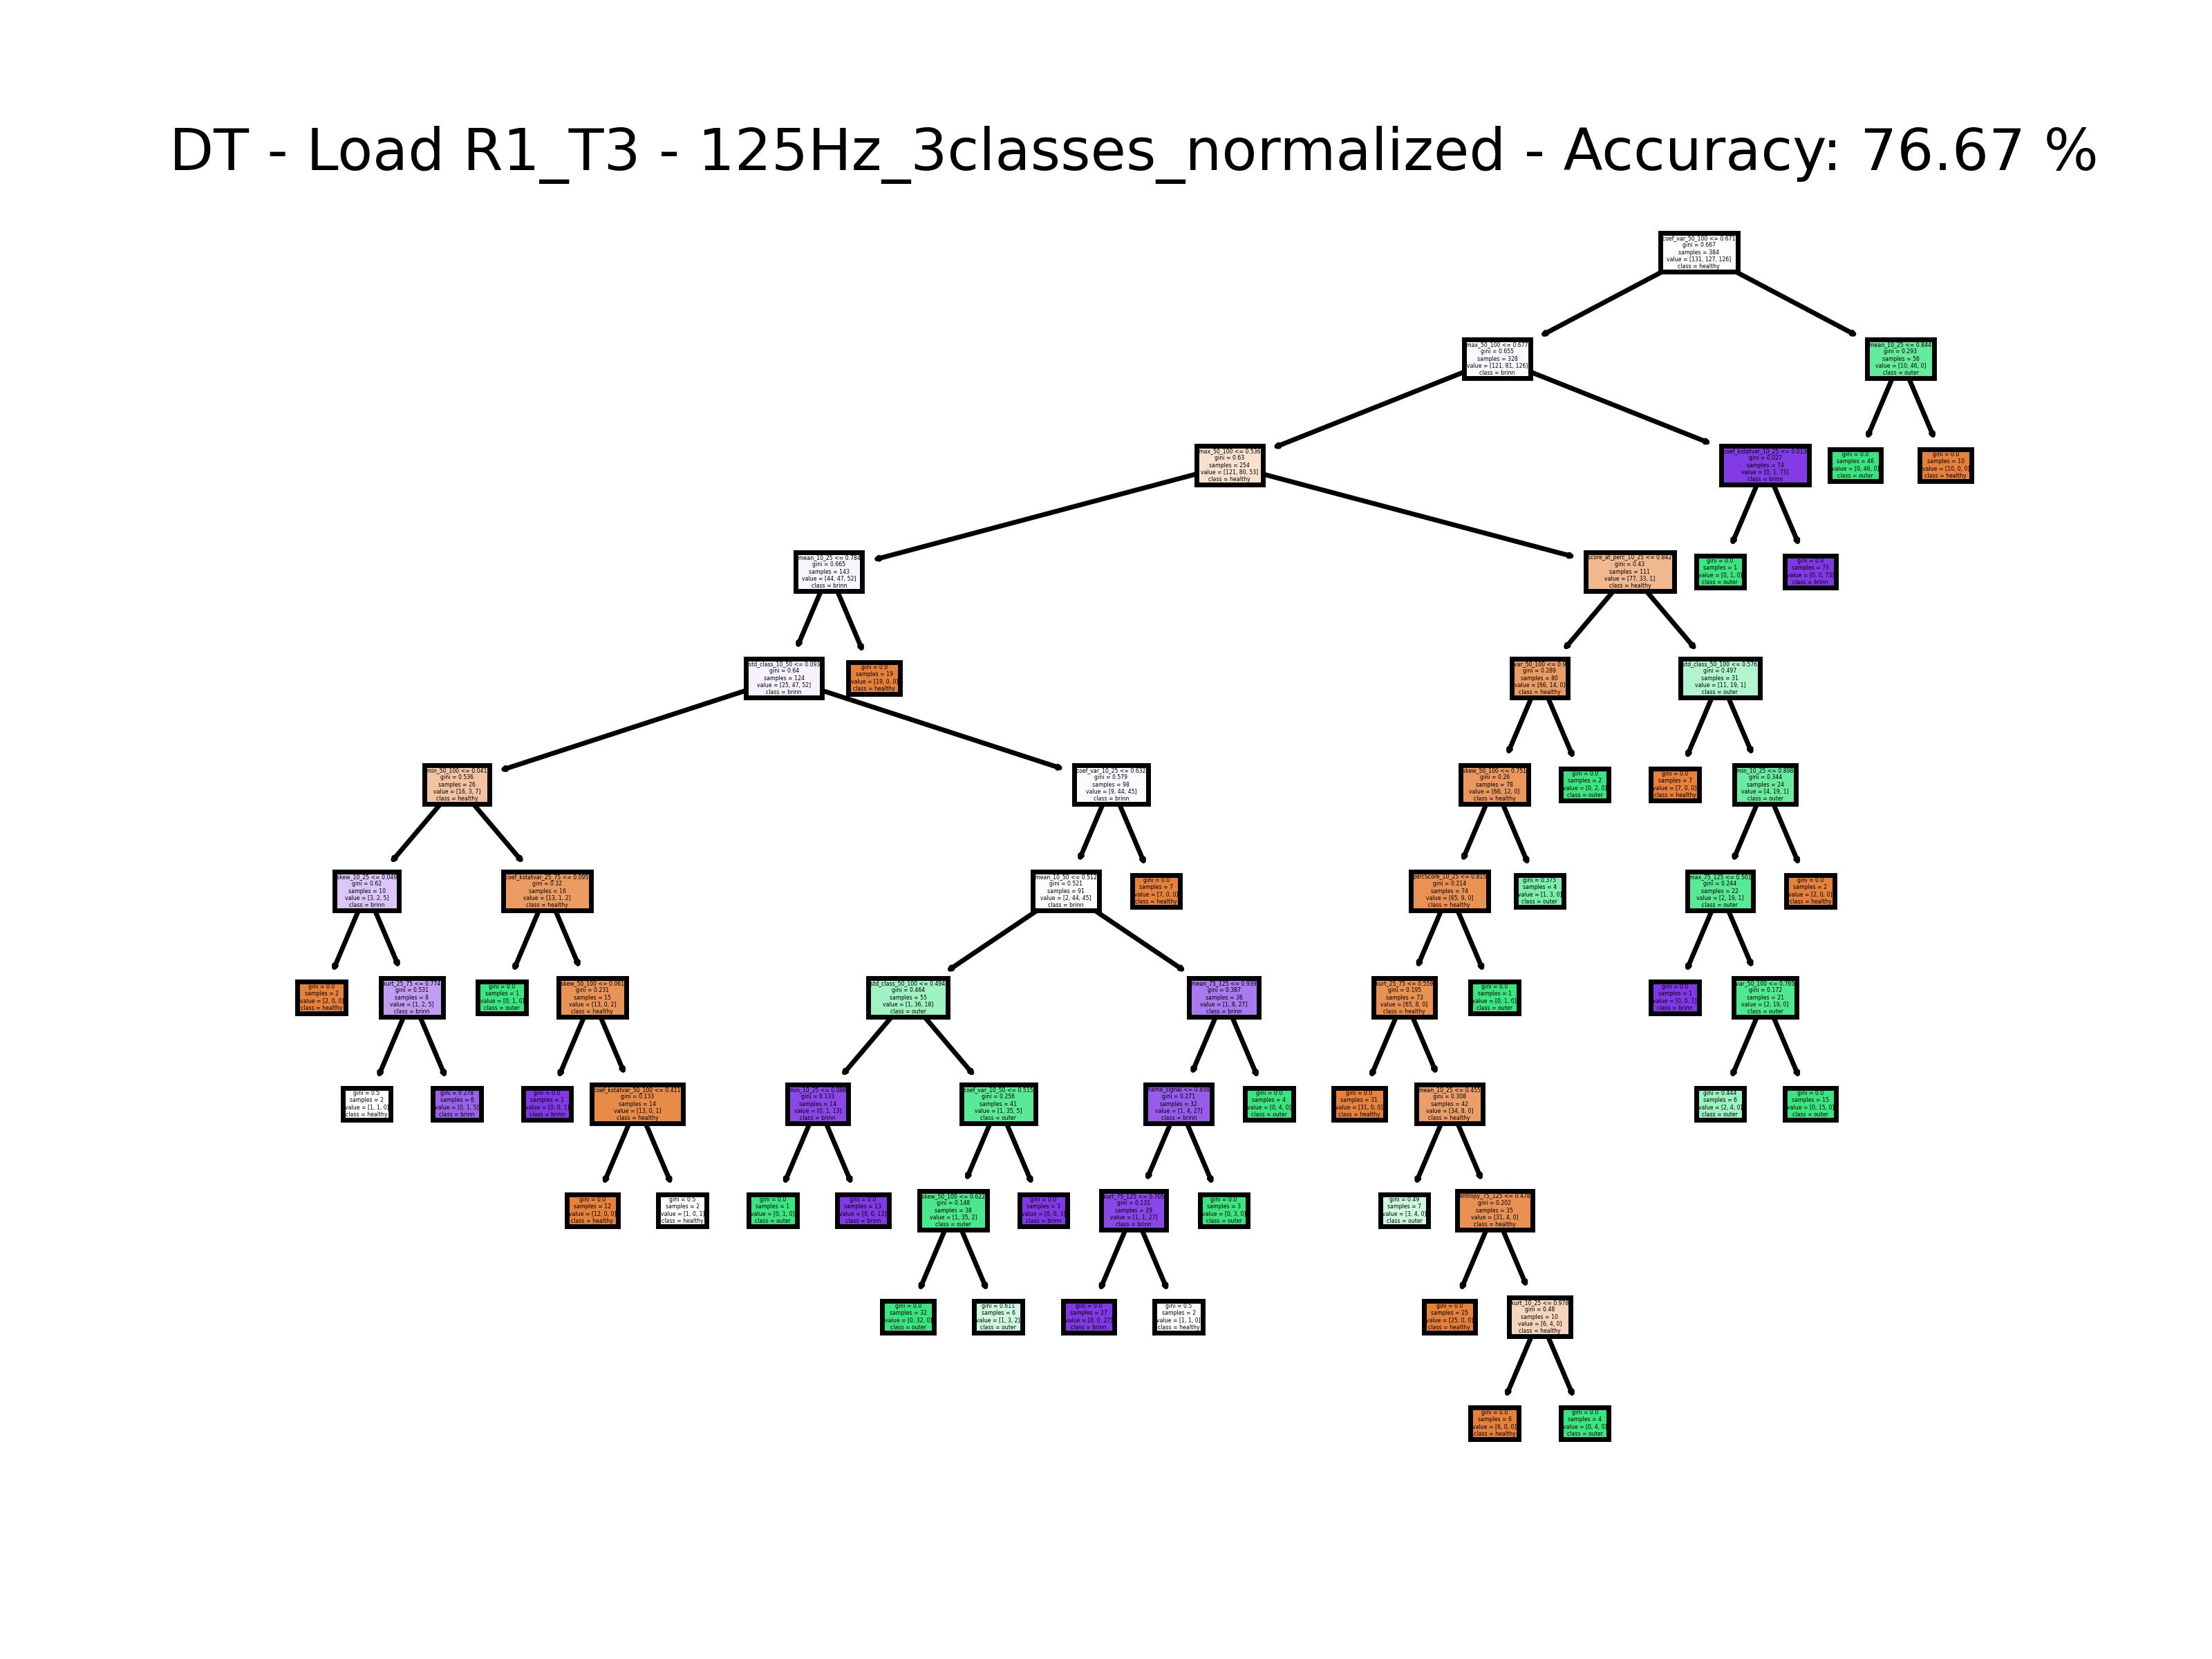 DT - Load R1_T3 - 125Hz_3classes_normalized - Accuracy: 76.67 %
coef_var_50_100 <= 0.671
gini = 0.667
samples = 384
value = [131, 127, 126]
class = healthy
max_50_100 <= 0.677
gini = 0.655
samples = 328
value = [121, 81, 126]
class = brinn
mean_10_25 <= 0.844
gini = 0.293
samples = 56
value = [10, 46, 0]
class = outer
max_50_100 <= 0.536
gini = 0.63
samples = 254
value = [121, 80, 53]
class = healthy
coef_kstatvar_10_25 <= 0.013
gini = 0.027
samples = 74
value = [0, 1, 73]
class = brinn
gini = 0.0
samples = 46
value = [0, 46, 0]
class = outer
gini = 0.0
samples = 10
value = [10, 0, 0]
class = healthy
mean_10_25 <= 0.784
gini = 0.665
samples = 143
value = [44, 47, 52]
class = brinn
score_at_perc_10_25 <= 0.842
gini = 0.43
samples = 111
value = [77, 33, 1]
class = healthy
gini = 0.0
samples = 1
value = [0, 1, 0]
class = outer
gini = 0.0
samples = 73
value = [0, 0, 73]
class = brinn
std_class_10_50 <= 0.093
gini = 0.64
samples = 124
value = [25, 47, 52]
class = brinn
gini = 0.0
samples = 19
value = [19, 0, 0]
class = healthy
var_50_100 <= 0.9
gini = 0.289
samples = 80
value = [66, 14, 0]
class = healthy
std_class_50_100 <= 0.576
gini = 0.497
samples = 31
value = [11, 19, 1]
class = outer
min_50_100 <= 0.041
gini = 0.536
samples = 26
value = [16, 3, 7]
class = healthy
coef_var_10_25 <= 0.632
gini = 0.579
samples = 98
value = [9, 44, 45]
class = brinn
skew_50_100 <= 0.751
gini = 0.26
samples = 78
value = [66, 12, 0]
class = healthy
gini = 0.0
samples = 2
value = [0, 2, 0]
class = outer
gini = 0.0
samples = 7
value = [7, 0, 0]
class = healthy
min_10_25 <= 0.898
gini = 0.344
samples = 24
value = [4, 19, 1]
class = outer
skew_10_25 <= 0.049
gini = 0.62
samples = 10
value = [3, 2, 5]
class = brinn
coef_kstatvar_25_75 <= 0.095
gini = 0.32
samples = 16
value = [13, 1, 2]
class = healthy
mean_10_50 <= 0.512
gini = 0.521
samples = 91
value = [2, 44, 45]
class = brinn
gini = 0.0
samples = 7
value = [7, 0, 0]
class = healthy
percScore_10_25 <= 0.815
gini = 0.214
samples = 74
value = [65, 9, 0]
class = healthy
gini = 0.375
samples = 4
value = [1, 3, 0]
class = outer
max_75_125 <= 0.501
gini = 0.244
samples = 22
value = [2, 19, 1]
class = outer
gini = 0.0
samples = 2
value = [2, 0, 0]
class = healthy
gini = 0.0
samples = 2
value = [2, 0, 0]
class = healthy
kurt_25_75 <= 0.774
gini = 0.531
samples = 8
value = [1, 2, 5]
class = brinn
gini = 0.0
samples = 1
value = [0, 1, 0]
class = outer
skew_50_100 <= 0.061
gini = 0.231
samples = 15
value = [13, 0, 2]
class = healthy
std_class_50_100 <= 0.494
gini = 0.464
samples = 55
value = [1, 36, 18]
class = outer
mean_75_125 <= 0.939
gini = 0.387
samples = 36
value = [1, 8, 27]
class = brinn
kurt_25_75 <= 0.559
gini = 0.195
samples = 73
value = [65, 8, 0]
class = healthy
gini = 0.0
samples = 1
value = [0, 1, 0]
class = outer
gini = 0.0
samples = 1
value = [0, 0, 1]
class = brinn
var_50_100 <= 0.765
gini = 0.172
samples = 21
value = [2, 19, 0]
class = outer
gini = 0.5
samples = 2
value = [1, 1, 0]
class = healthy
gini = 0.278
samples = 6
value = [0, 1, 5]
class = brinn
gini = 0.0
samples = 1
value = [0, 0, 1]
class = brinn
coef_kstatvar_50_100 <= 0.411
gini = 0.133
samples = 14
value = [13, 0, 1]
class = healthy
gini = 0.133
samples = 14
value = [0, 1, 13]
class = brinn
coef_var_10_50 <= 0.515
gini = 0.256
samples = 41
value = [1, 35, 5]
class = outer
gini = 0.271
samples = 32
value = [1, 4, 27]
class = brinn
gini = 0.0
samples = 4
value = [0, 4, 0]
class = outer
gini = 0.0
samples = 31
value = [31, 0, 0]
class = healthy
mean_10_25 <= 0.455
gini = 0.308
samples = 42
value = [34, 8, 0]
class = healthy
gini = 0.444
samples = 6
value = [2, 4, 0]
class = outer
gini = 0.0
samples = 15
value = [0, 15, 0]
class = outer
gini = 0.0
samples = 12
value = [12, 0, 0]
class = healthy
gini = 0.5
samples = 2
value = [1, 0, 1]
class = healthy
gini = 0.0
samples = 1
value = [0, 1, 0]
class = outer
gini = 0.0
samples = 13
value = [0, 0, 13]
class = brinn
skew_50_100 <= 0.622
gini = 0.148
samples = 38
value = [1, 35, 2]
class = outer
gini = 0.0
samples = 3
value = [0, 0, 3]
class = brinn
kurt_75_125 <= 0.705
gini = 0.131
samples = 29
value = [1, 1, 27]
class = brinn
gini = 0.0
samples = 3
value = [0, 3, 0]
class = outer
gini = 0.49
samples = 7
value = [3, 4, 0]
class = outer
entropy_75_125 <= 0.478
gini = 0.202
samples = 35
value = [31, 4, 0]
class = healthy
gini = 0.0
samples = 32
value = [0, 32, 0]
class = outer
gini = 0.611
samples = 6
value = [1, 3, 2]
class = outer
gini = 0.0
samples = 27
value = [0, 0, 27]
class = brinn
gini = 0.5
samples = 2
value = [1, 1, 0]
class = healthy
gini = 0.0
samples = 25
value = [25, 0, 0]
class = healthy
kurt_10_25 <= 0.978
gini = 0.48
samples = 10
value = [6, 4, 0]
class = healthy
gini = 0.0
samples = 6
value = [6, 0, 0]
class = healthy
gini = 0.0
samples = 4
value = [0, 4, 0]
class = outer